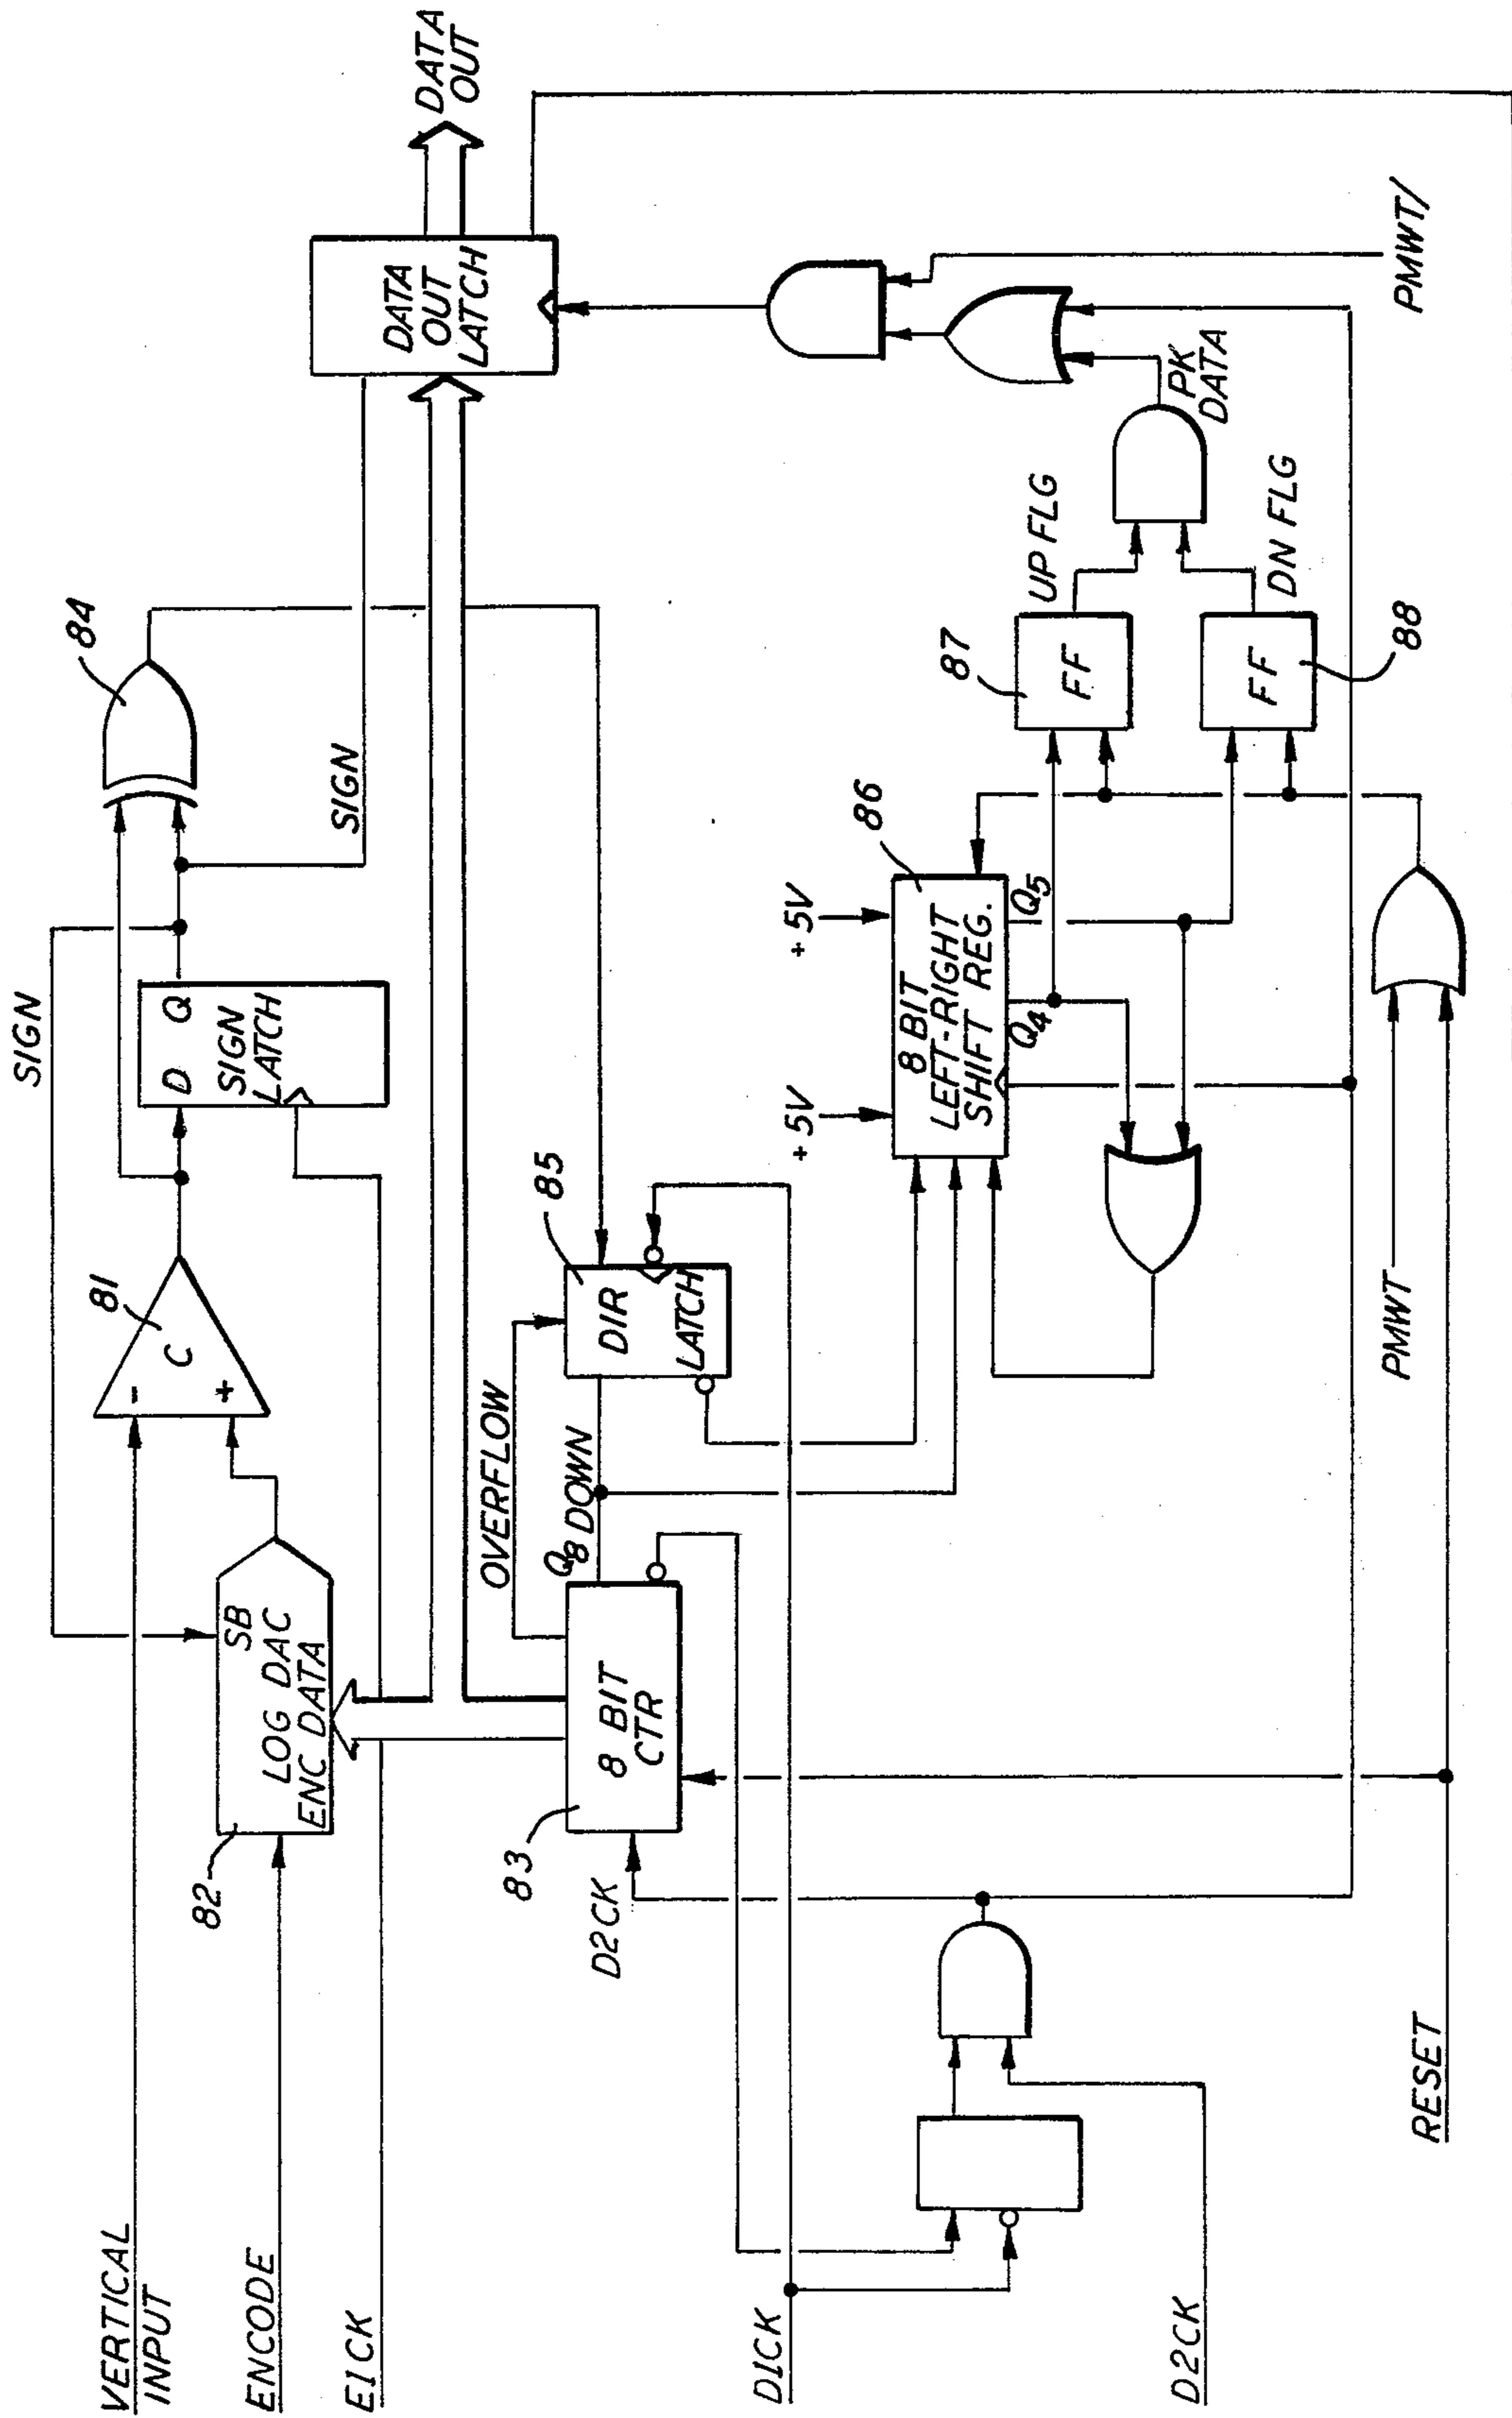 VERTICAL
INPUT
ENCODE
E1CK
82
SB
LOG DAC
ENC DATA
SIGN
81
-
+
C
D Q
SIGN
LATCH
84
SIGN
DATA
OUT
LATCH
DATA
OUT
83
D2CK
8 BIT
CTR
OVERFLOW
Q8 DOWN
85
DIR
LATCH
+5V
+5V
86
8 BIT
LEFT-RIGHT
SHIFT REG.
Q4
Q5
87
FF
UP FLG
FF
88
DN FLG
PK
DATA
PMWT/
D1CK
D2CK
RESET
PMWT